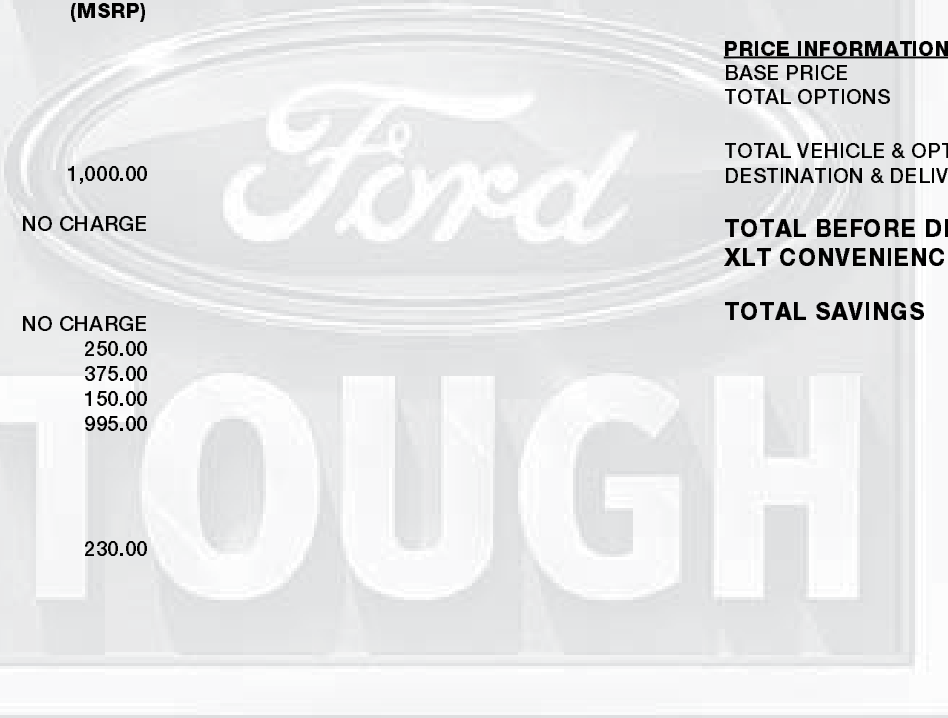 (MSRP)
1,000.00
NO CHARGE
NO CHARGE
250.00
375.00
150.00
995.00
230.00
PRICE INFORMATION
BASE PRICE
TOTAL OPTIONS
TOTAL VEHICLE & OPT
DESTINATION & DELIV
TOTAL BEFORE DI
XLT CONVENIENC
TOTAL SAVINGS
Ford
TOUGH